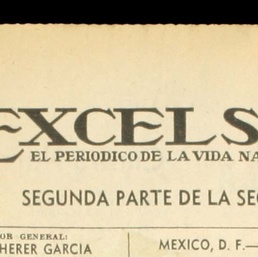 EXCELS
EL PERIODICO DE LA VIDA NA
SEGUNDA PARTE DE LA SEC
OR GENERAL:
HERER GARCIA
MEXICO, D. F.—